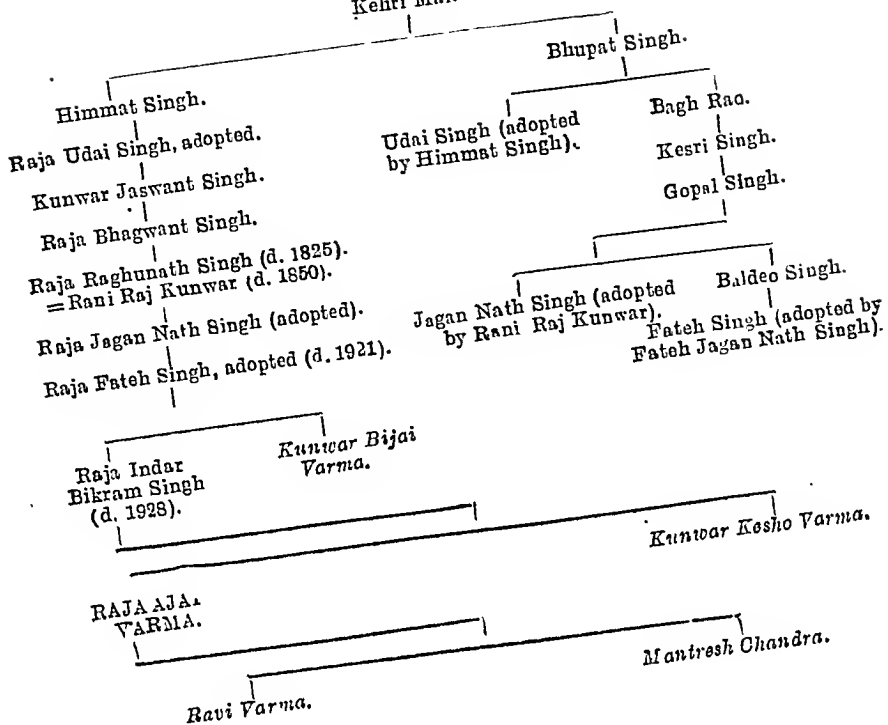 Kehri
Bhupat Singh.
Himmat Singh.
Udai Singh (adopted
by Himmat Singh).
Bagh Rao.
Raja Udai Singh, adopted.
Kesri Singh.
Kunwar Jaswant Singh.
Gopal Singh.
Raja Bhagwant Singh.
Raja Raghunath Singh (d. 1825).
=Rani Raj Kunwar (d. 1850).
Jagan Nath Singh (adopted
by Rani Raj Kunwar).
Baldeo Singh.
Raja Jagan Nath Singh (adopted).
Fateh Singh (adopted by
Fateh Jagan Nath Singh).
Raja Fateh Singh, adopted (d. 1921).
Raja Indar
Bikram Singh
(d. 1928).
Kunwar Bijai
Varma.
Kunwar Kesho Varma.
RAJA
VARMA.
Mantresh Chandra.
Ravi Varma.